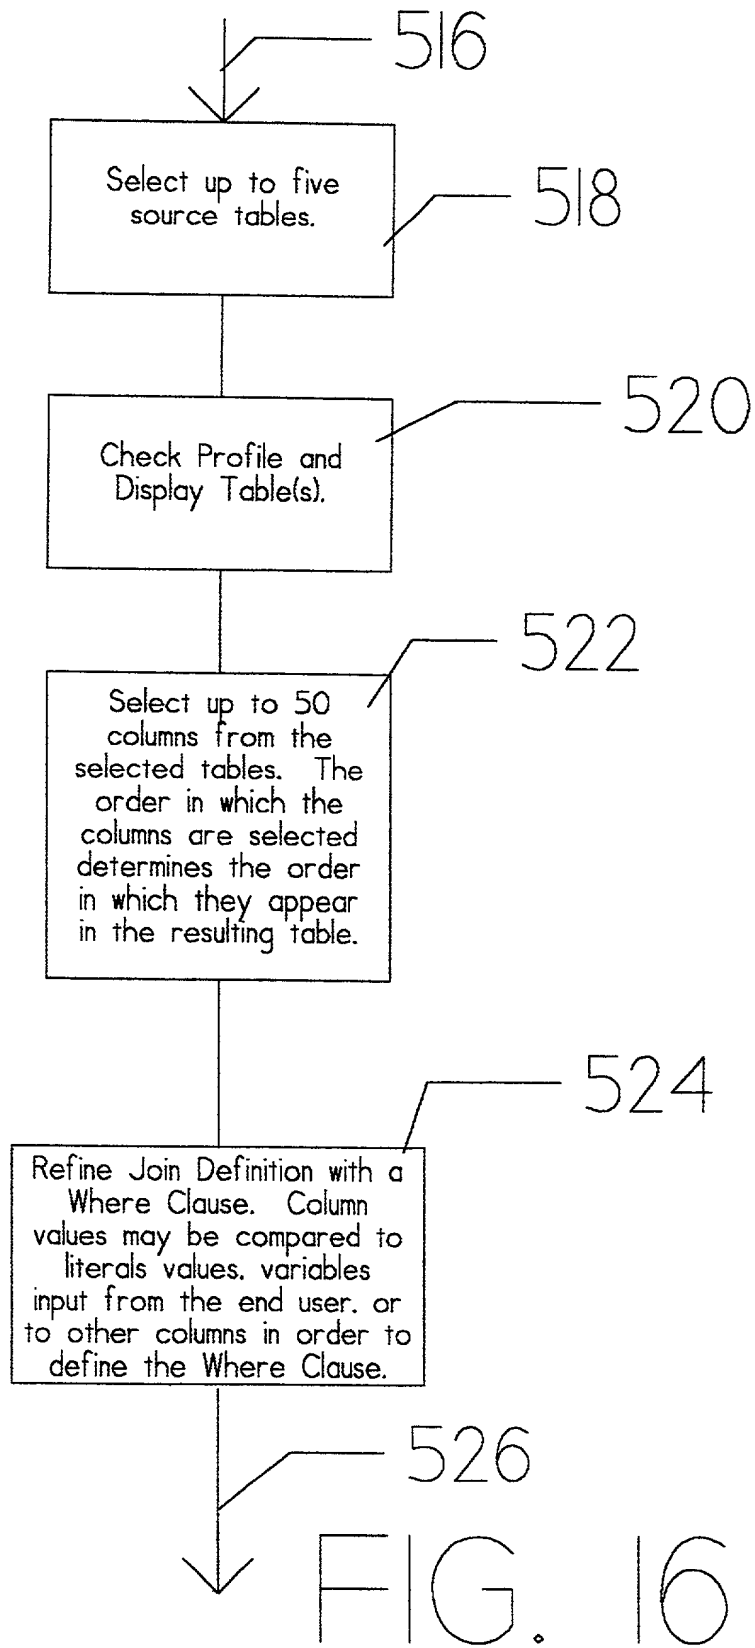 516
Select up to five
source tables.
518
520
Check Profile and
Display Table(s).
522
Select up to 50
columns from the
selected tables. The
order in which the
columns are selected
determines the order
in which they appear
in the resulting table.
524
Refine Join Definition with a
Where Clause. Column
values may be compared to
literals values. variables
input from the end user. or
to other columns in order to
define the Where Clause.
526
FIG. 16